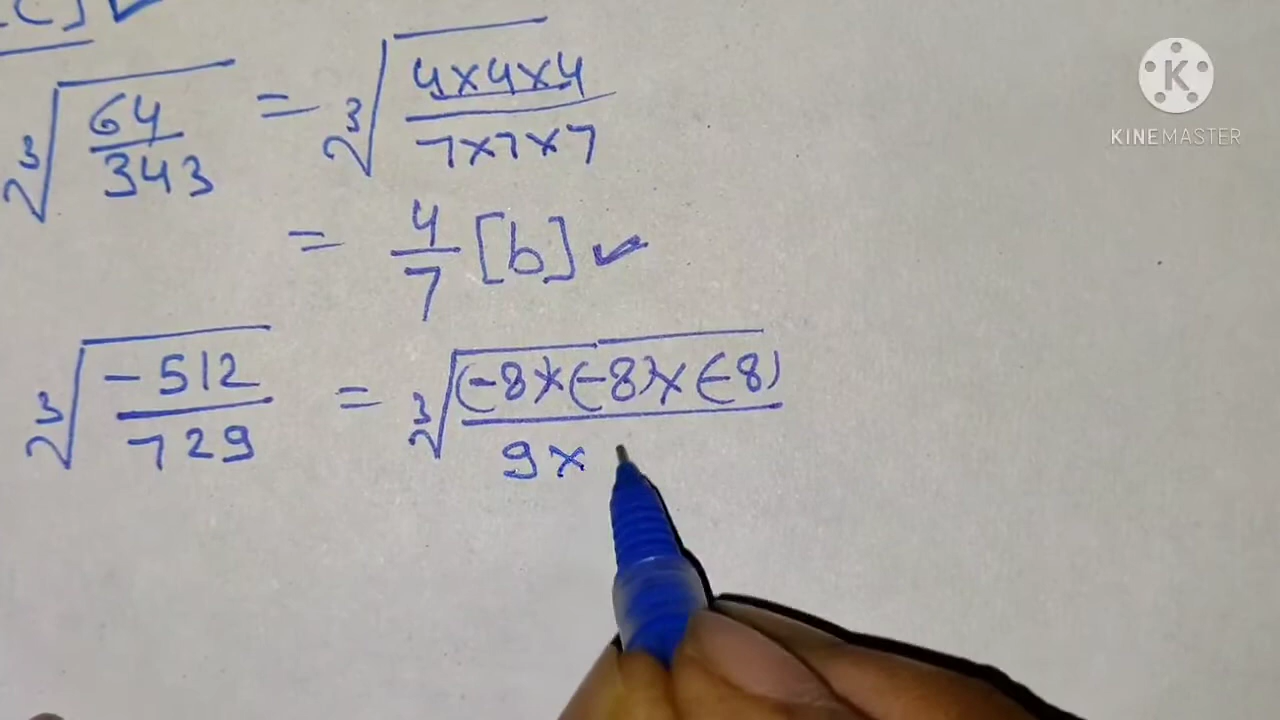 C] ✓
∛(64/343) = ∛(4×4×4/7×7×7)
= 4/7 [b] ✓
∛(-512/729) = ∛((-8)×(-8)×(-8)/9×
K
KINEMASTER